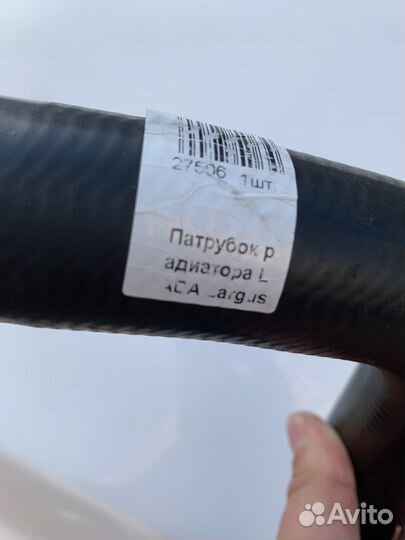 27506 1шт.
Патрубок р
адиатора L
ADA Largus
Avito